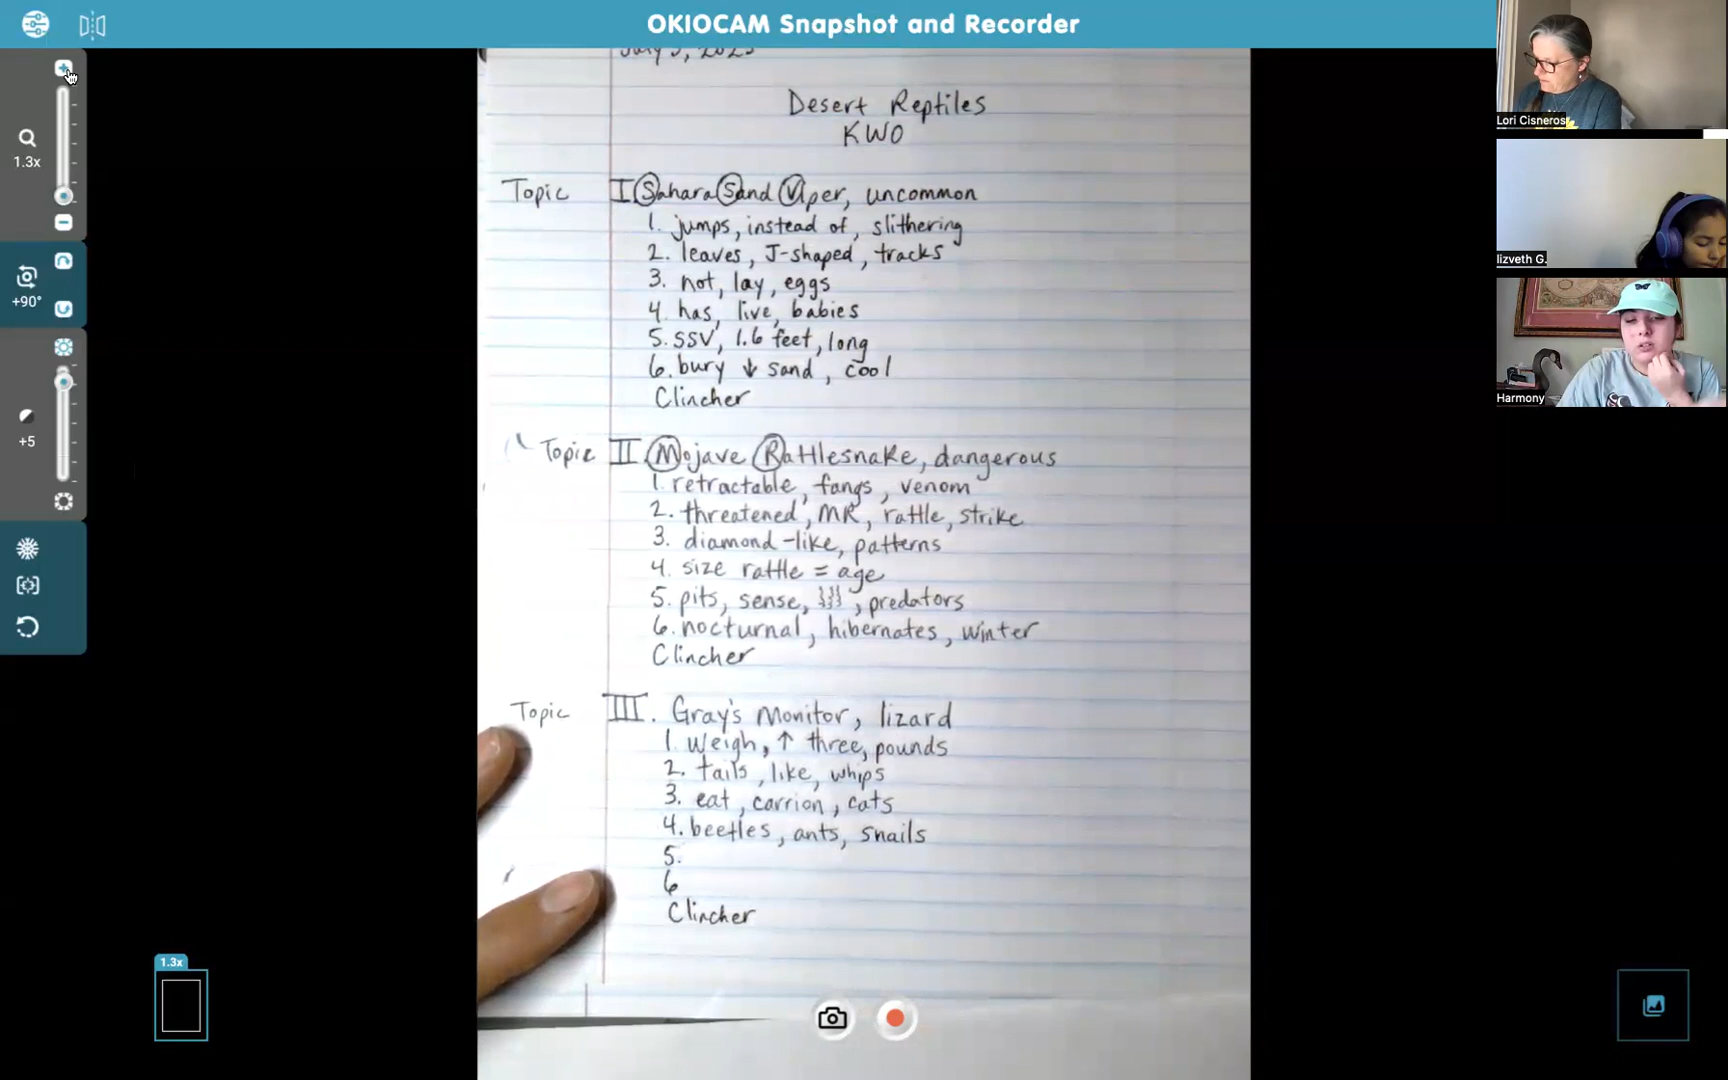 OKIOCAM Snapshot and Recorder
Desert Reptiles
KWO
Topic I Sahara Sand Viper, uncommon
1. jumps, instead of, slithering
2. leaves, J-shaped, tracks
3. not, lay, eggs
4. has, live, babies
5. SSV, 1.6 feet, long
6. bury ↓ sand, cool
Clincher
Topic II. Mojave Rattlesnake, dangerous
1. retractable, fangs, venom
2. threatened, MR, rattle, strike
3. diamond-like, patterns
4. size rattle = age
5. pits, sense, , predators
6. nocturnal, hibernates, winter
Clincher
Topic III. Gray's Monitor, lizard
1. weigh, ↑ three, pounds
2. tails, like, whips
3. eat, carrion, cats
4. beetles, ants, snails
5.
6
Clincher
1.3x
+90°
+5
1.3x
Lori Cisneros
lizveth G.
Harmony